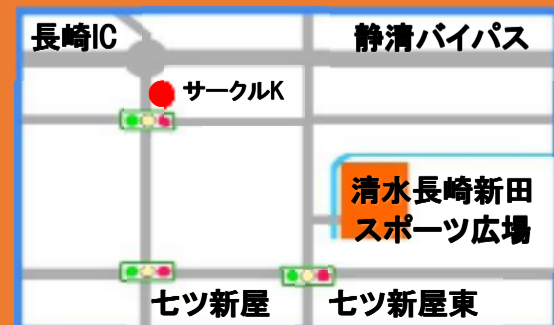 長崎IC
静清バイパス
サークルK
清水長崎新田
スポーツ広場
七ツ新屋
七ツ新屋東